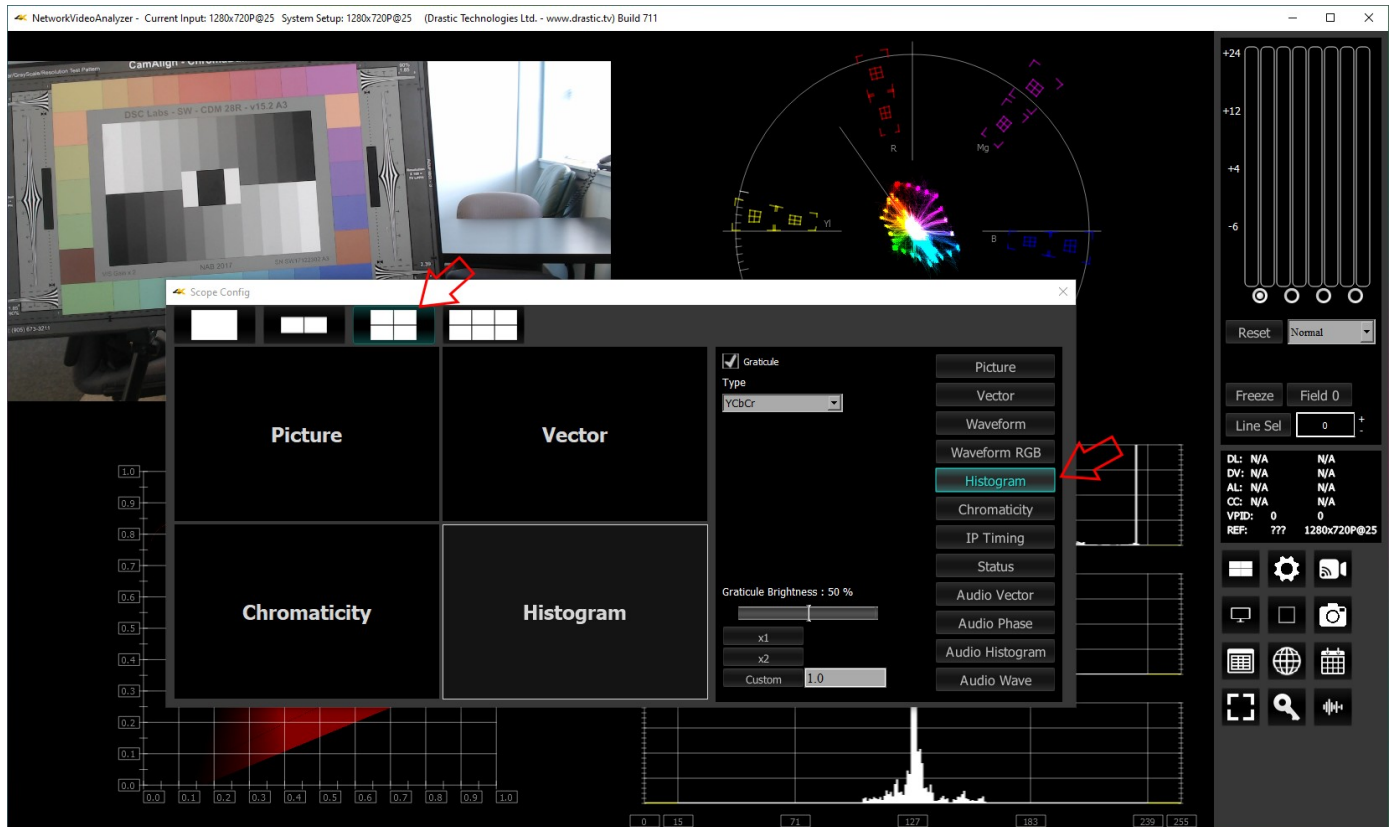 NetworkVideoAnalyzer - Current Input: 1280x720P@25 System Setup: 1280x720P@25 (Drastic Technologies Ltd. - www.drastic.tv) Build 711
CamAlign - Chroma
DSC Labs - SW - CDM 28R - v15.2 A3
NAB 2017
R
Mg
Yl
B
+24
+12
+4
-6
Reset
Normal
Freeze
Field 0
Line Sel
0
+
-
DL: N/A N/A
DV: N/A N/A
AL: N/A N/A
CC: N/A N/A
VPID: 0 0
REF: ??? 1280x720P@25
Scope Config
Picture
Vector
Chromaticity
Histogram
Graticule
Type
YCbCr
Graticule Brightness : 50 %
x1
x2
Custom
1.0
Picture
Vector
Waveform
Waveform RGB
Histogram
Chromaticity
IP Timing
Status
Audio Vector
Audio Phase
Audio Histogram
Audio Wave
1.0
0.9
0.8
0.7
0.6
0.5
0.4
0.3
0.2
0.1
0.0
0.0 0.1 0.2 0.3 0.4 0.5 0.6 0.7 0.8 0.9 1.0
0 15 71 127 183 239 255